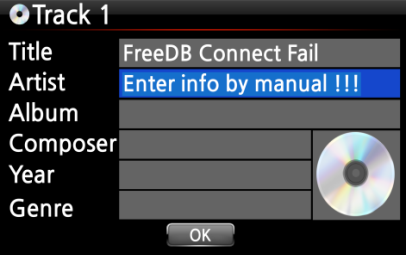 Track 1
Title FreeDB Connect Fail
Artist Enter info by manual !!!
Album
Composer
Year
Genre
OK